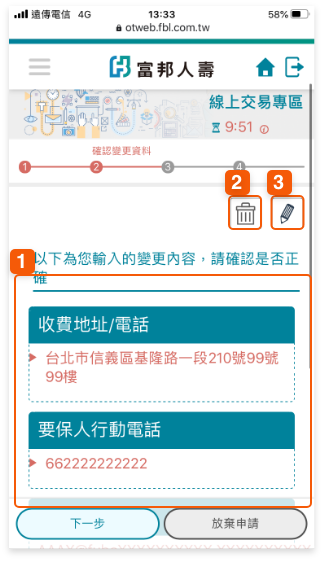 遠傳電信 4G 13:33 58%
otweb.fbl.com.tw
富邦人壽
線上交易專區
9:51
確認變更資料
1 2 3 4
2 3
1
以下為您輸入的變更內容，請確認是否正
確
收費地址/電話
台北市信義區基隆路一段210號99號
99樓
要保人行動電話
662222222222
下一步 放棄申請